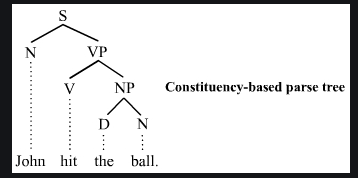 S
N VP
V NP Constituency-based parse tree
D N
John hit the ball.